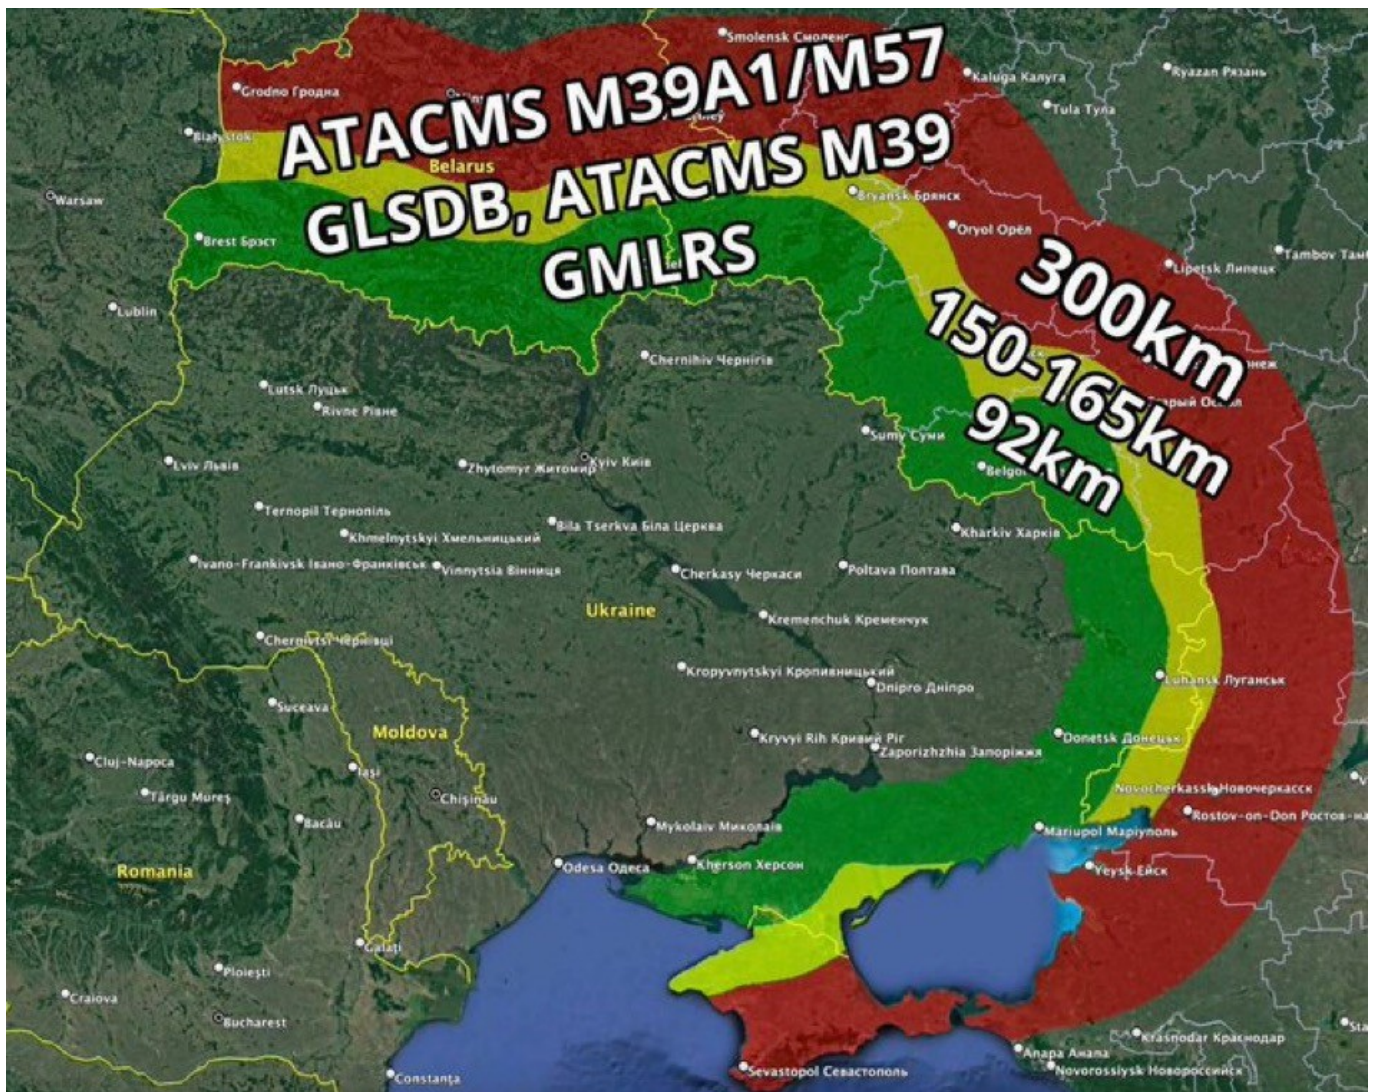 Smolensk
Kaluga Калуга
Ryazan Рязань
Tula Тула
ATACMS M39A1/M57
Grodno Гродна
Białystok
Belarus
GLSDB, ATACMS M39
Bryansk Брянск
Warsaw
GMLRS
Oryol Орёл
Brest Брэст
Tambov
300km
Lipetsk Липецк
Lublin
150-165km
Chernihiv Чернігів
92km
Lutsk Луцьк
Rivne Рівне
Sumy Суми
Lviv Львів
Zhytomyr Житомир
Kyiv Київ
Ternopil Тернопіль
Bila Tserkva Біла Церква
Kharkiv Харків
Khmelnytskyi Хмельницький
Ivano-Frankivsk Івано-Франківськ
Vinnytsia Вінниця
Cherkasy Черкаси
Poltava Полтава
Ukraine
Kremenchuk Кременчук
Chernivtsi Чернівці
Kropyvnytskyi Кропивницький
Luhansk Луганськ
Dnipro Дніпро
Suceava
Moldova
Kryvyi Rih Кривий Ріг
Donetsk Донецьк
Zaporizhzhia Запоріжжя
Cluj-Napoca
Iași
Târgu Mureș
Chișinău
Novocherkassk Новочеркасск
Bacău
Rostov-on-Don
Mykolaiv Миколаїв
Mariupol Маріуполь
Romania
Odesa Одеса
Kherson Херсон
Yeysk Ейск
Galați
Ploiești
Craiova
Bucharest
Krasnodar Краснодар
Anapa Анапа
Sevastopol Севастополь
Novorossiysk Новороссийск
Constanța